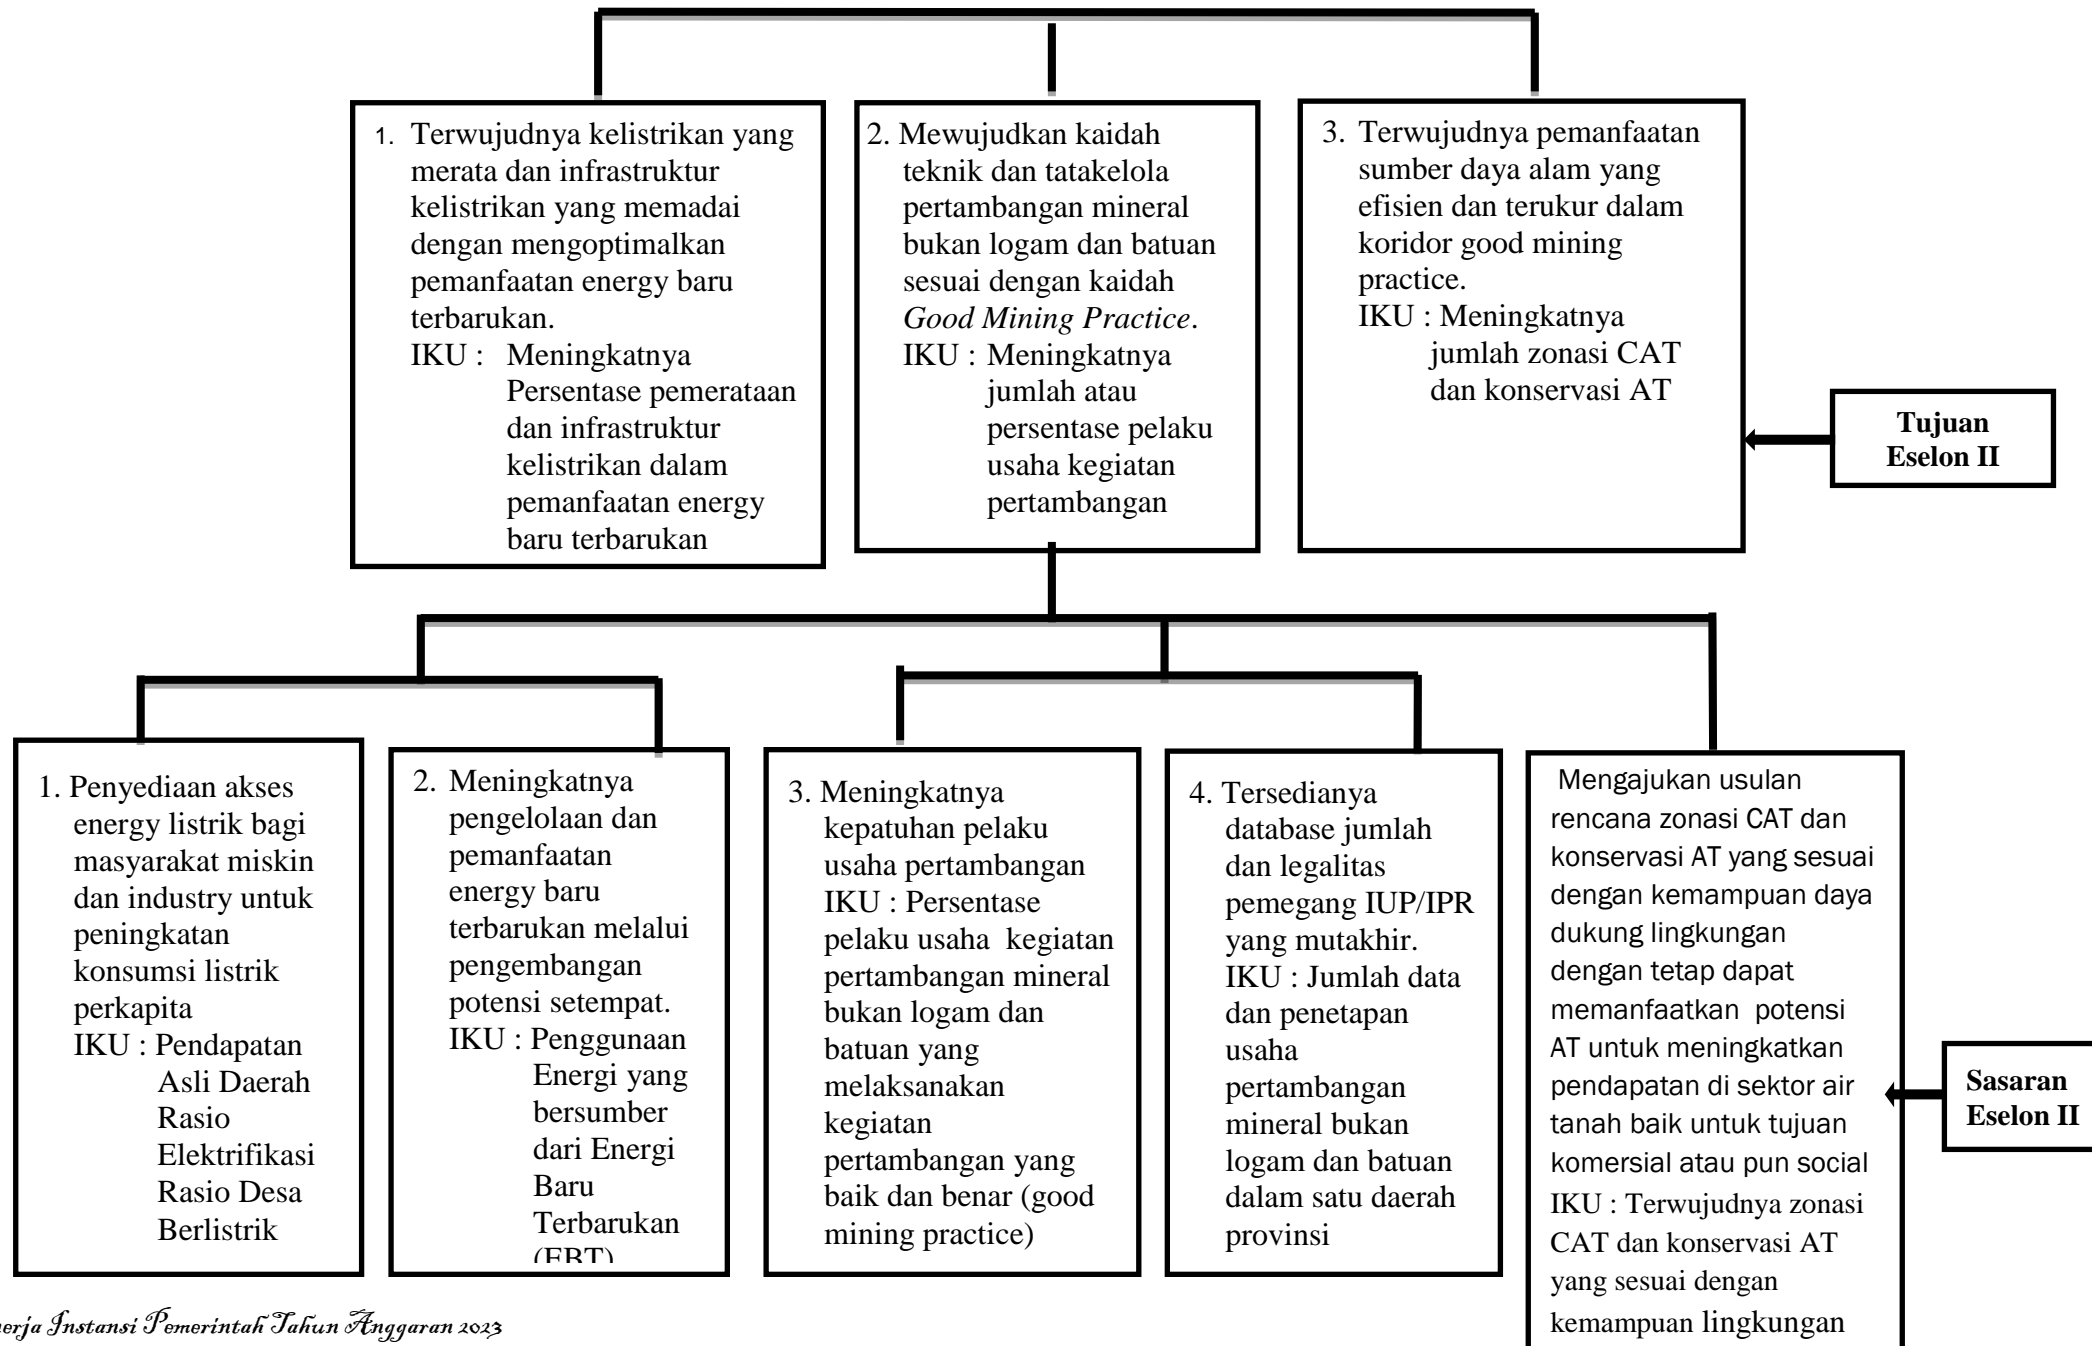 1. Terwujudnya kelistrikan yang
merata dan infrastruktur
kelistrikan yang memadai
dengan mengoptimalkan
pemanfaatan energy baru
terbarukan.
IKU : Meningkatnya
Persentase pemerataan
dan infrastruktur
kelistrikan dalam
pemanfaatan energy
baru terbarukan
2. Mewujudkan kaidah
teknik dan tatakelola
pertambangan mineral
bukan logam dan batuan
sesuai dengan kaidah
Good Mining Practice.
IKU : Meningkatnya
jumlah atau
persentase pelaku
usaha kegiatan
pertambangan
3. Terwujudnya pemanfaatan
sumber daya alam yang
efisien dan terukur dalam
koridor good mining
practice.
IKU : Meningkatnya
jumlah zonasi CAT
dan konservasi AT
Tujuan
Eselon II
1. Penyediaan akses
energy listrik bagi
masyarakat miskin
dan industry untuk
peningkatan
konsumsi listrik
perkapita
IKU : Pendapatan
Asli Daerah
Rasio
Elektrifikasi
Rasio Desa
Berlistrik
2. Meningkatnya
pengelolaan dan
pemanfaatan
energy baru
terbarukan melalui
pengembangan
potensi setempat.
IKU : Penggunaan
Energi yang
bersumber
dari Energi
Baru
Terbarukan
(EBT)
3. Meningkatnya
kepatuhan pelaku
usaha pertambangan
IKU : Persentase
pelaku usaha kegiatan
pertambangan mineral
bukan logam dan
batuan yang
melaksanakan
kegiatan
pertambangan yang
baik dan benar (good
mining practice)
4. Tersedianya
database jumlah
dan legalitas
pemegang IUP/IPR
yang mutakhir.
IKU : Jumlah data
dan penetapan
usaha
pertambangan
mineral bukan
logam dan batuan
dalam satu daerah
provinsi
Mengajukan usulan
rencana zonasi CAT dan
konservasi AT yang sesuai
dengan kemampuan daya
dukung lingkungan
dengan tetap dapat
memanfaatkan potensi
AT untuk meningkatkan
pendapatan di sektor air
tanah baik untuk tujuan
komersial atau pun social
IKU : Terwujudnya zonasi
CAT dan konservasi AT
yang sesuai dengan
kemampuan lingkungan
Sasaran
Eselon II
nerja Instansi Pemerintah Tahun Anggaran 2023